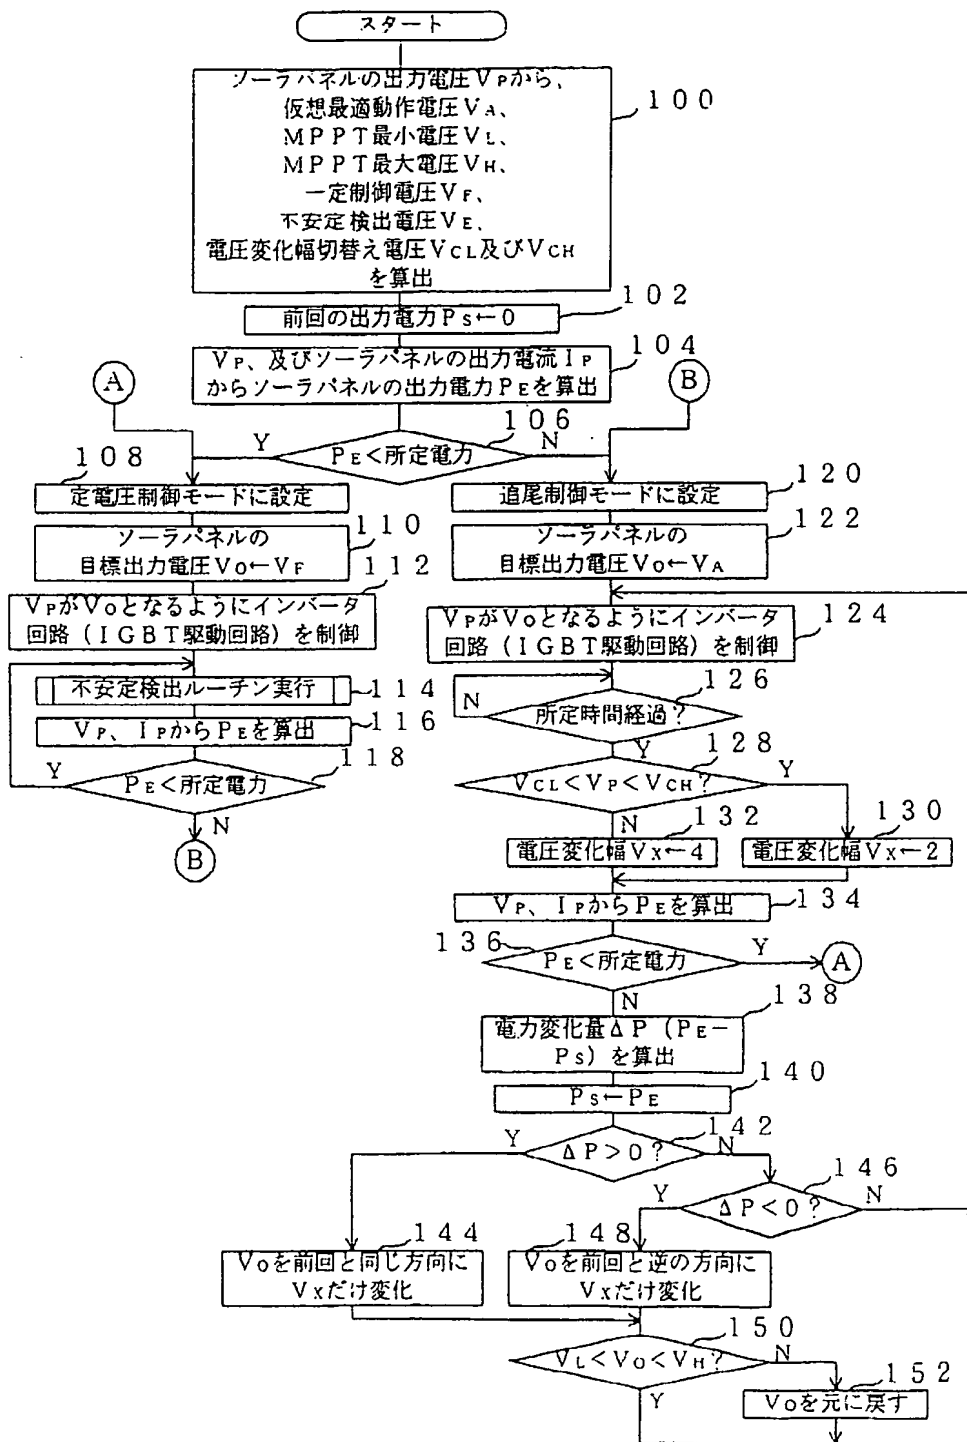 スタート
ソーラパネルの出力電圧VPから、
仮想最適動作電圧VA、
MPPT最小電圧VL、
MPPT最大電圧VH、
一定制御電圧VF、
不安定検出電圧VE、
電圧変化幅切替え電圧VCL及びVCH
を算出
100
前回の出力電力PS←0
102
VP、及びソーラパネルの出力電流IP
からソーラパネルの出力電力PEを算出
104
A
B
PE<所定電力
106
Y
N
108
定電圧制御モードに設定
ソーラパネルの
目標出力電圧VO←VF
110
VPがVOとなるようにインバータ
回路(IGBT駆動回路)を制御
112
不安定検出ルーチン実行
114
VP、IPからPEを算出
116
Y
PE<所定電力
118
N
B
追尾制御モードに設定
120
ソーラパネルの
目標出力電圧VO←VA
122
VPがVOとなるようにインバータ
回路(IGBT駆動回路)を制御
124
N
所定時間経過?
126
Y
VCL<VP<VCH?
128
Y
N
132
電圧変化幅VX←4
130
電圧変化幅VX←2
VP、IPからPEを算出
134
136
PE<所定電力
Y
A
N
電力変化量ΔP(PE−
PS)を算出
138
PS←PE
140
Y
ΔP>0?
142
N
Y
ΔP<0?
146
N
144
VOを前回と同じ方向に
VXだけ変化
148
VOを前回と逆の方向に
VXだけ変化
VL<VO<VH?
150
N
Y
152
VOを元に戻す